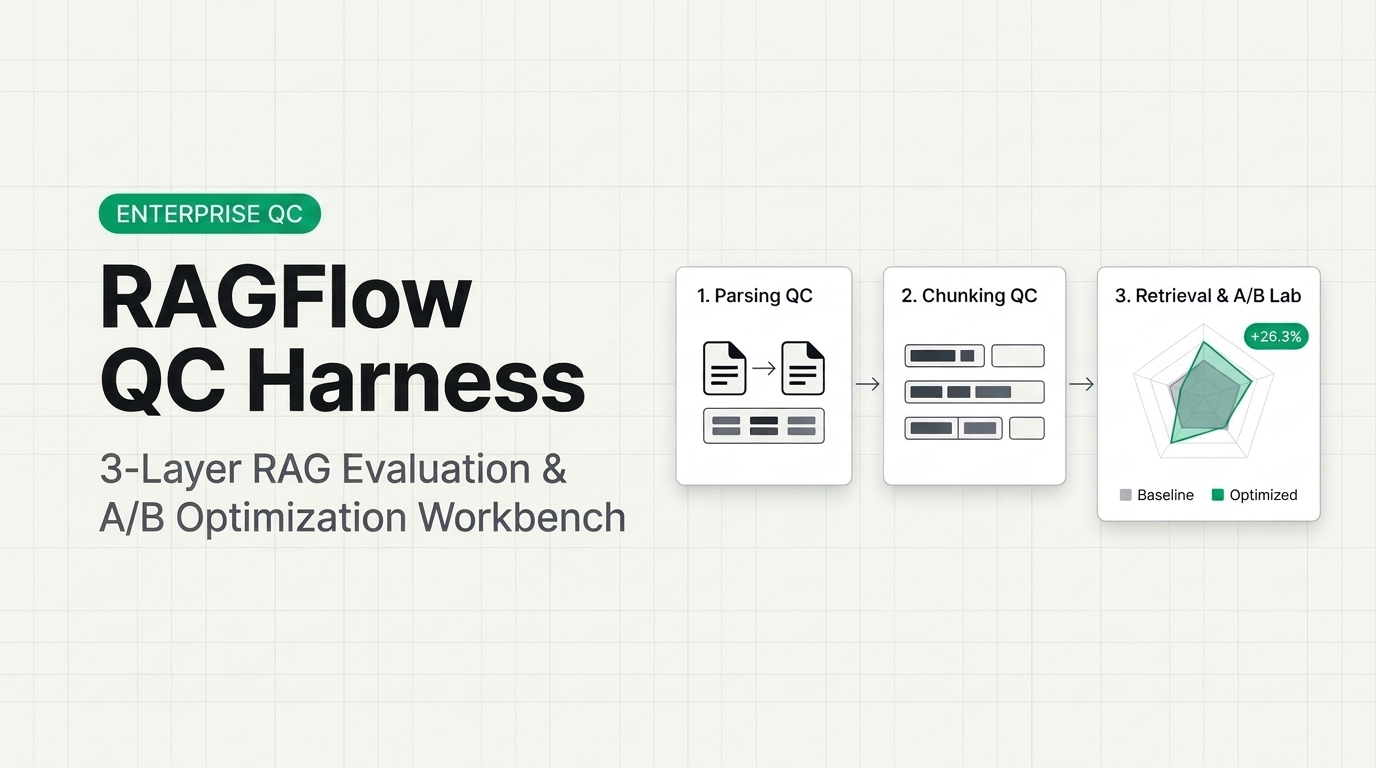 ENTERPRISE QC
RAGFlow
QC Harness
3-Layer RAG Evaluation &
A/B Optimization Workbench
1. Parsing QC
2. Chunking QC
3. Retrieval & A/B Lab
+26.3%
Baseline
Optimized